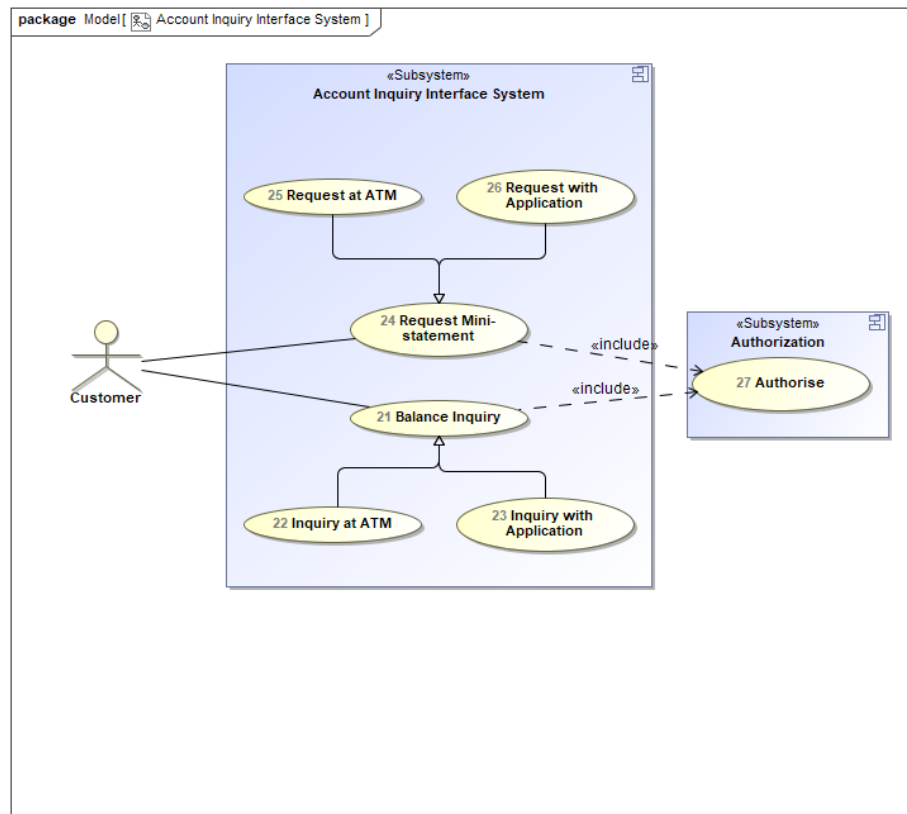 package Model [ Account Inquiry Interface System ]
«Subsystem»
Account Inquiry Interface System
25 Request at ATM
26 Request with
Application
24 Request Mini-
statement
«include»
«Subsystem»
Authorization
27 Authorise
Customer
«include»
21 Balance Inquiry
22 Inquiry at ATM
23 Inquiry with
Application